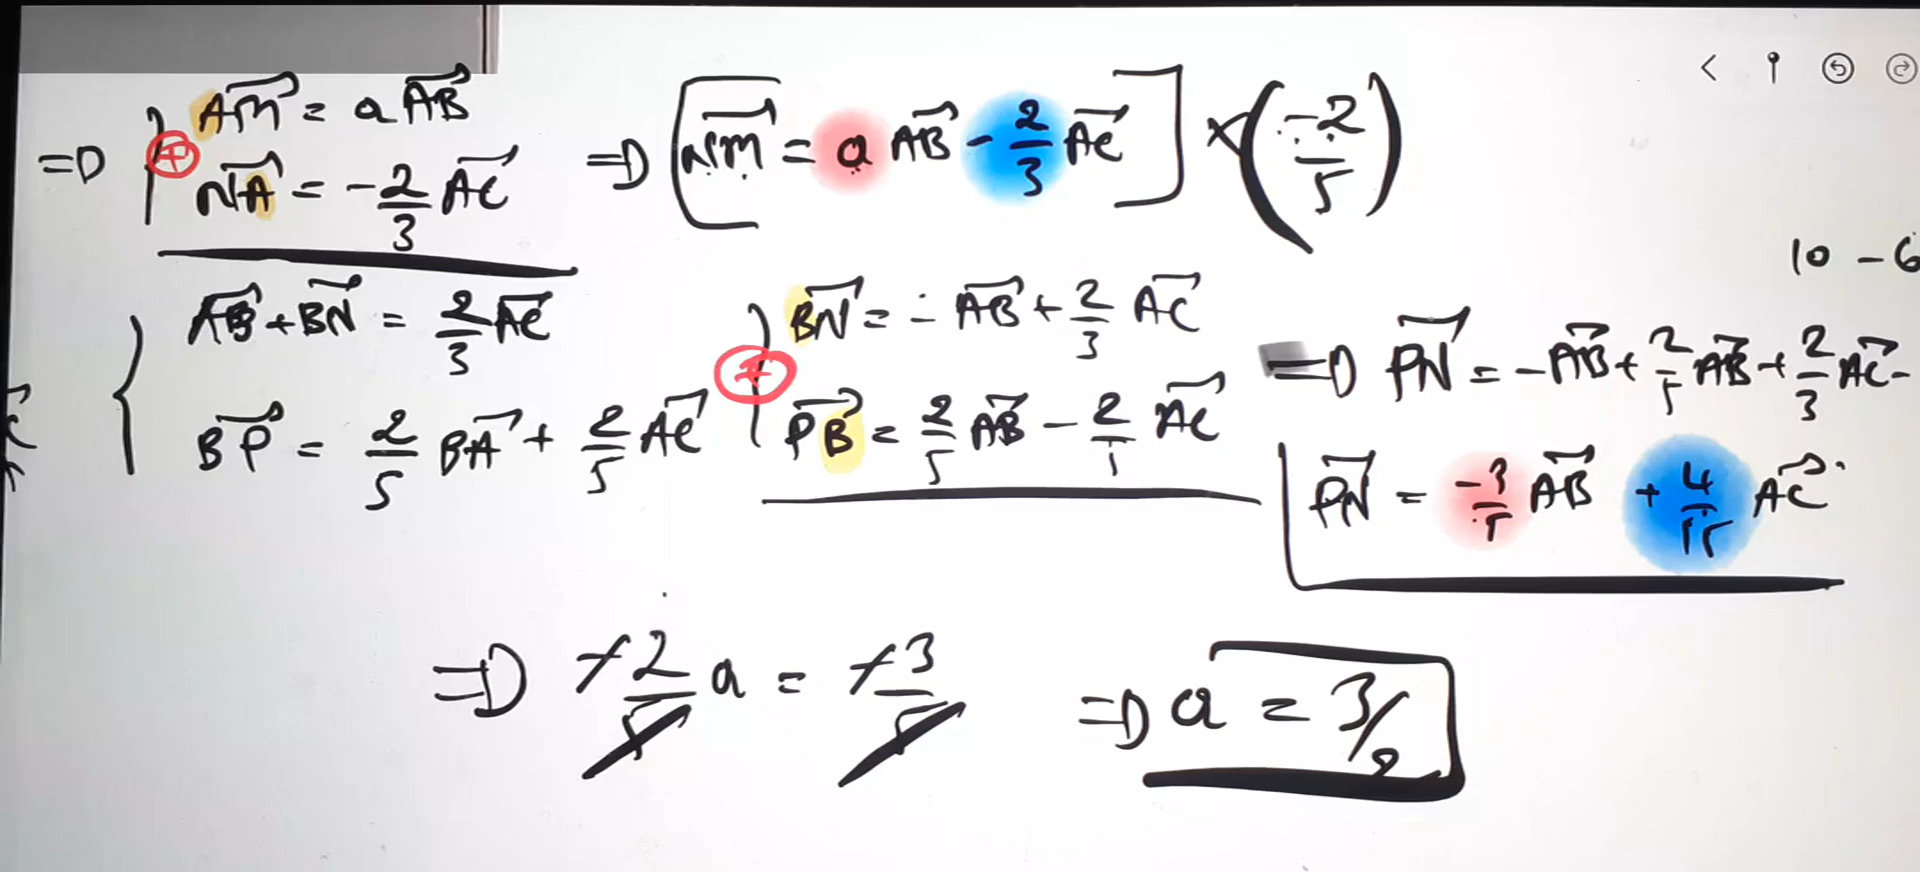 => AM = a AB
+
NA = -2/3 AC
=> [NM = a AB - 2/3 AC] × (-2/5)
10 - 6
AB + BN = 2/3 AC
BP = 2/5 BA + 2/5 AC
BN = - AB + 2/3 AC
+
PB = 2/5 AB - 2/5 AC
=> PN = -AB + 2/5 AB + 2/3 AC -
PN = -3/5 AB + 4/15 AC
=> -2/5 a = -3/5
=> a = 3/2